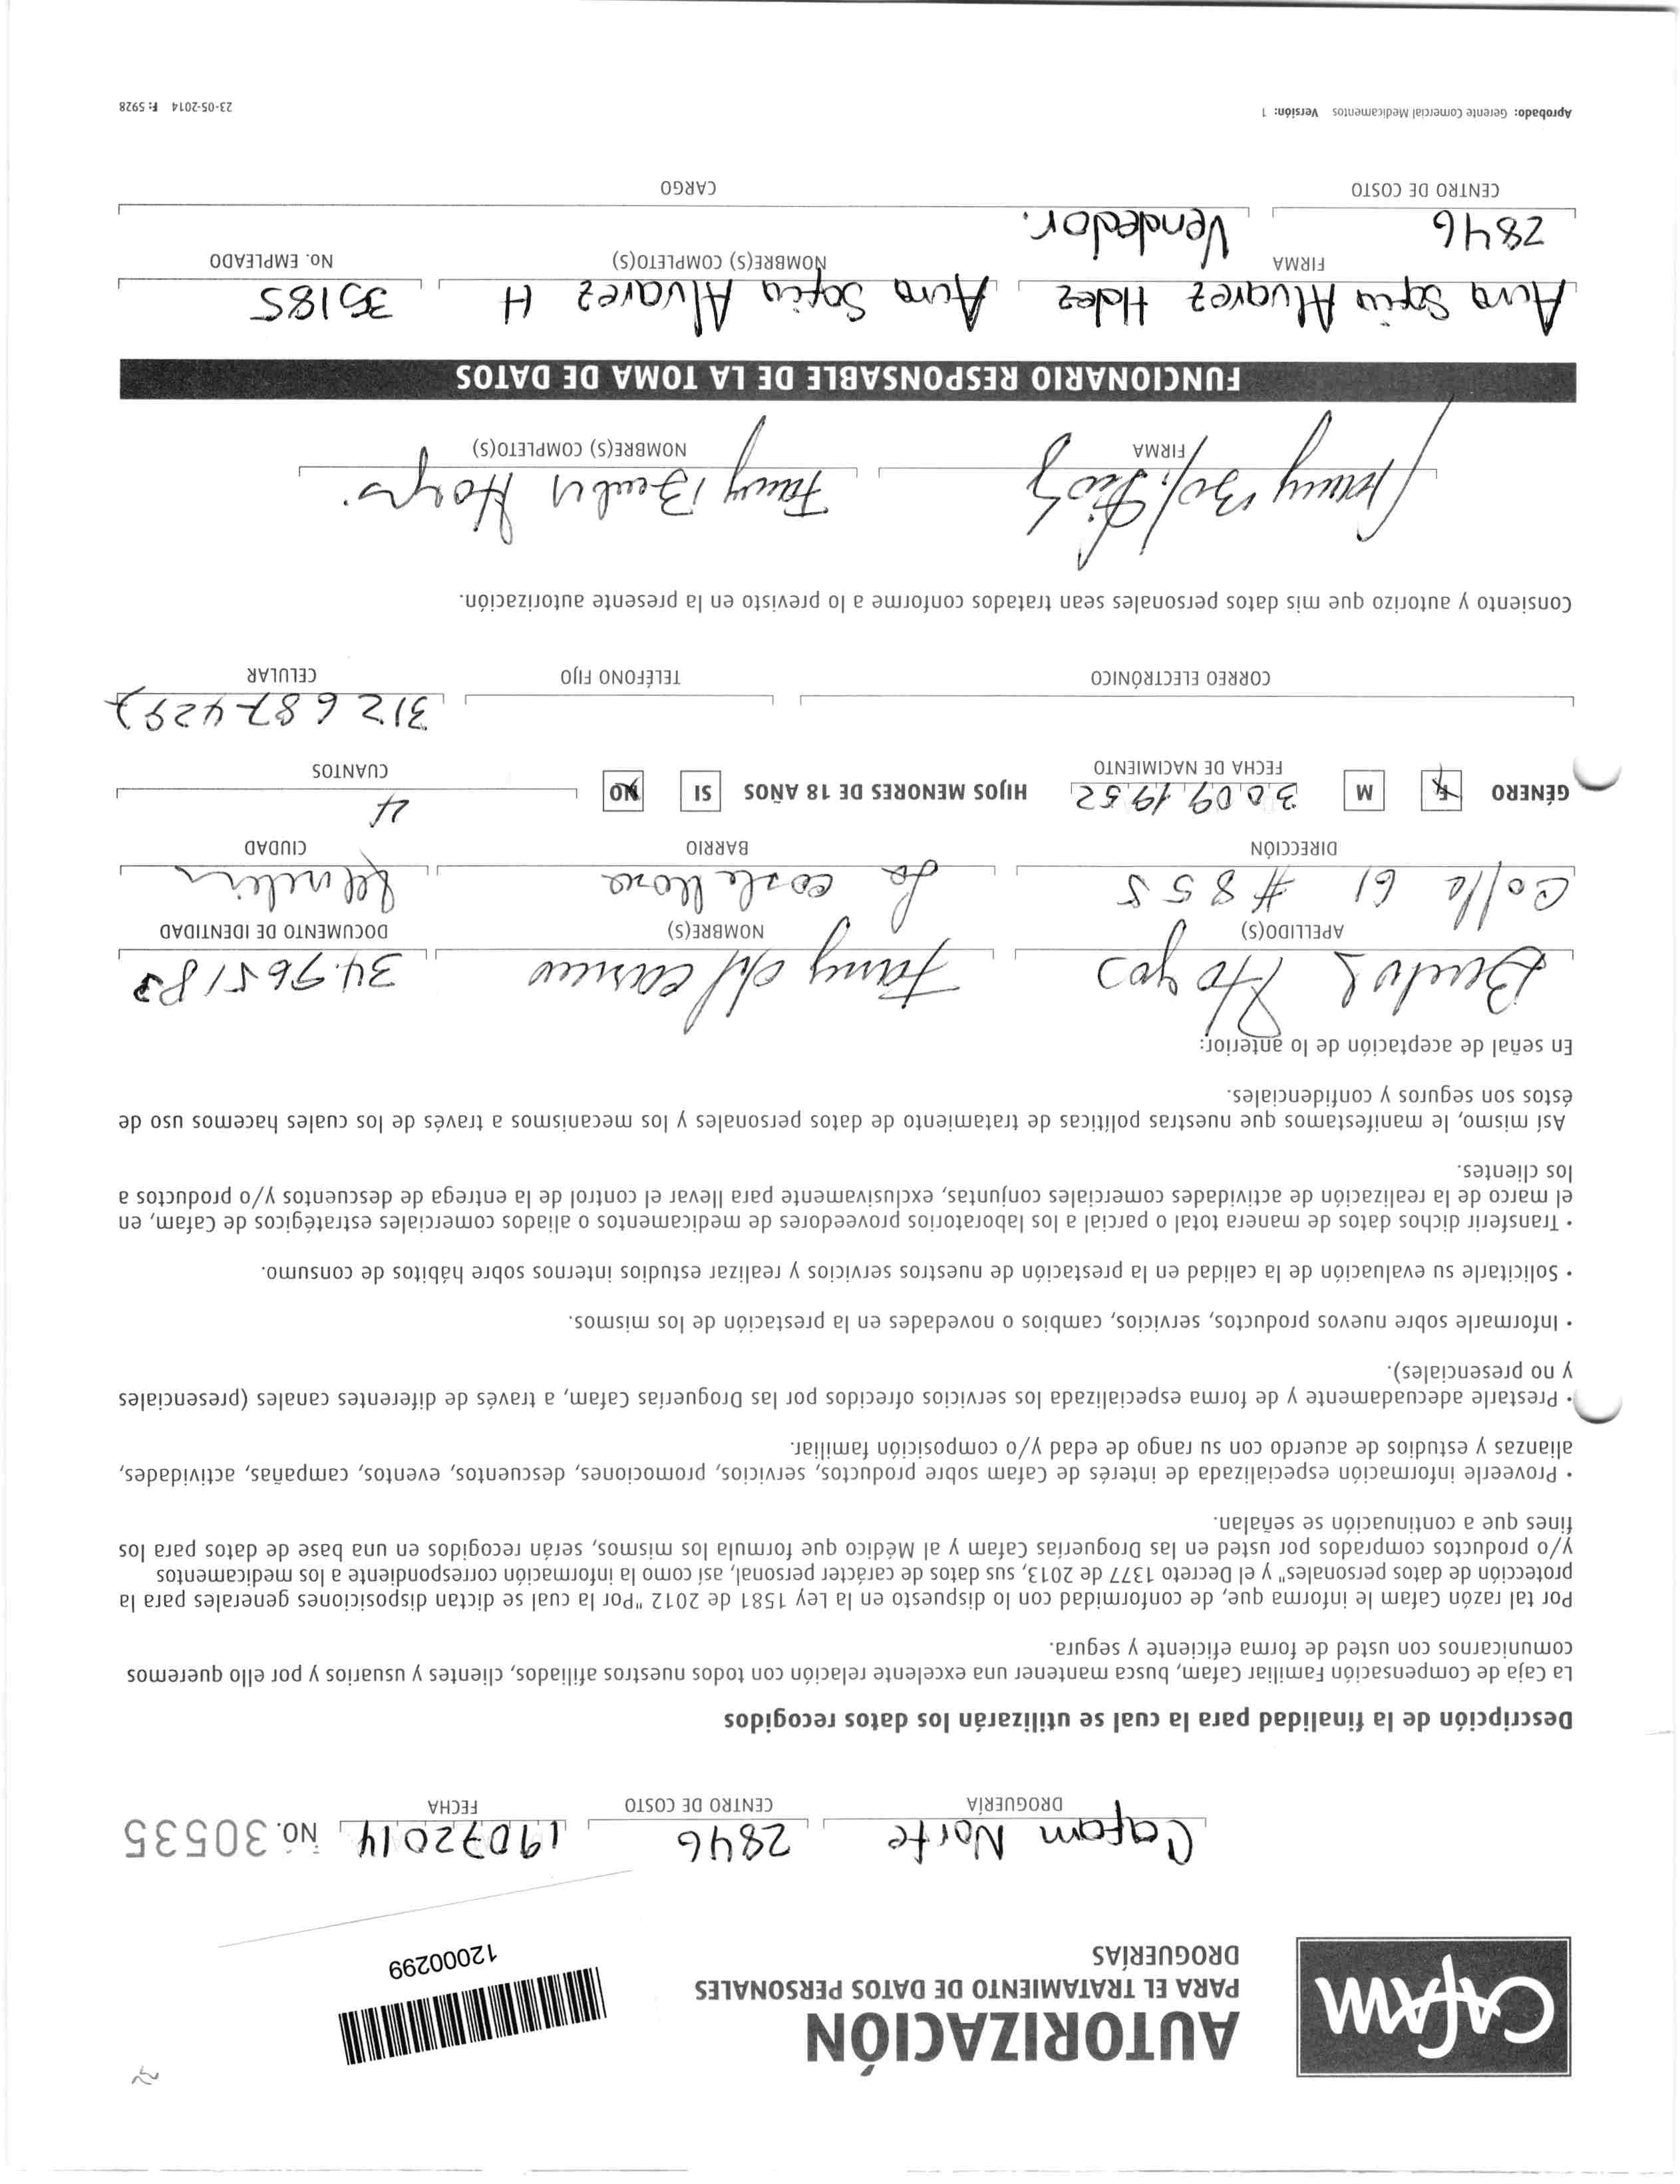 CAFAM
AUTORIZACIÓN
PARA EL TRATAMIENTO DE DATOS PERSONALES
DROGUERÍAS
12000299
Cafam Norte 2846 19072014 No. 30535
DROGUERÍA CENTRO DE COSTO FECHA
Descripción de la finalidad para la cual se utilizarán los datos recogidos
La Caja de Compensación Familiar Cafam, busca mantener una excelente relación con todos nuestros afiliados, clientes y usuarios y por ello queremos
comunicarnos con usted de forma eficiente y segura.
Por tal razón Cafam le informa que, de conformidad con lo dispuesto en la Ley 1581 de 2012 "Por la cual se dictan disposiciones generales para la
protección de datos personales" y el Decreto 1377 de 2013, sus datos de carácter personal, así como la información correspondiente a los medicamentos
y/o productos comprados por usted en las Droguerías Cafam y al Médico que formula los mismos, serán recogidos en una base de datos para los
fines que a continuación se señalan.
• Proveerle información especializada de interés de Cafam sobre productos, servicios, promociones, descuentos, eventos, campañas, actividades,
alianzas y estudios de acuerdo con su rango de edad y/o composición familiar.
• Prestarle adecuadamente y de forma especializada los servicios ofrecidos por las Droguerías Cafam, a través de diferentes canales (presenciales
y no presenciales).
• Informarle sobre nuevos productos, servicios, cambios o novedades en la prestación de los mismos.
• Solicitarle su evaluación de la calidad en la prestación de nuestros servicios y realizar estudios internos sobre hábitos de consumo.
• Transferir dichos datos de manera total o parcial a los laboratorios proveedores de medicamentos o aliados comerciales estratégicos de Cafam, en
el marco de la realización de actividades comerciales conjuntas, exclusivamente para llevar el control de la entrega de descuentos y/o productos a
los clientes.
Así mismo, le manifestamos que nuestras políticas de tratamiento de datos personales y los mecanismos a través de los cuales hacemos uso de
éstos son seguros y confidenciales.
En señal de aceptación de lo anterior:
Hoyos Fanny del carmen 34.965183
APELLIDO(S) NOMBRE(S) DOCUMENTO DE IDENTIDAD
Calle 61 # 8 5 5 La castellana
DIRECCIÓN BARRIO CIUDAD
GÉNERO F M 30091952 HIJOS MENORES DE 18 AÑOS SI NO 4
FECHA DE NACIMIENTO CUANTOS
312 687 4297
CORREO ELECTRÓNICO TELÉFONO FIJO CELULAR
Consiento y autorizo que mis datos personales sean tratados conforme a lo previsto en la presente autorización.
Fanny Hoyos
FIRMA NOMBRE(S) COMPLETO(S)
FUNCIONARIO RESPONSABLE DE LA TOMA DE DATOS
Aura Sofia Alvarez Hdez Aura Sofia Alvarez H 35185
FIRMA NOMBRE(S) COMPLETO(S) No. EMPLEADO
2846 Vendedor.
CENTRO DE COSTO CARGO
Aprobado: Gerente Comercial Medicamentos Versión: 1 23-05-2014 F: 5928